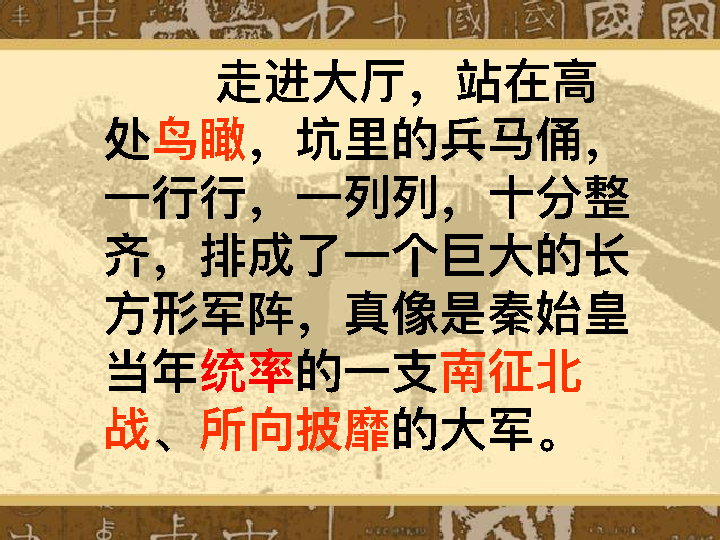 走进大厅，站在高
处鸟瞰，坑里的兵马俑，
一行行，一列列，十分整
齐，排成了一个巨大的长
方形军阵，真像是秦始皇
当年统率的一支南征北
战、所向披靡的大军。